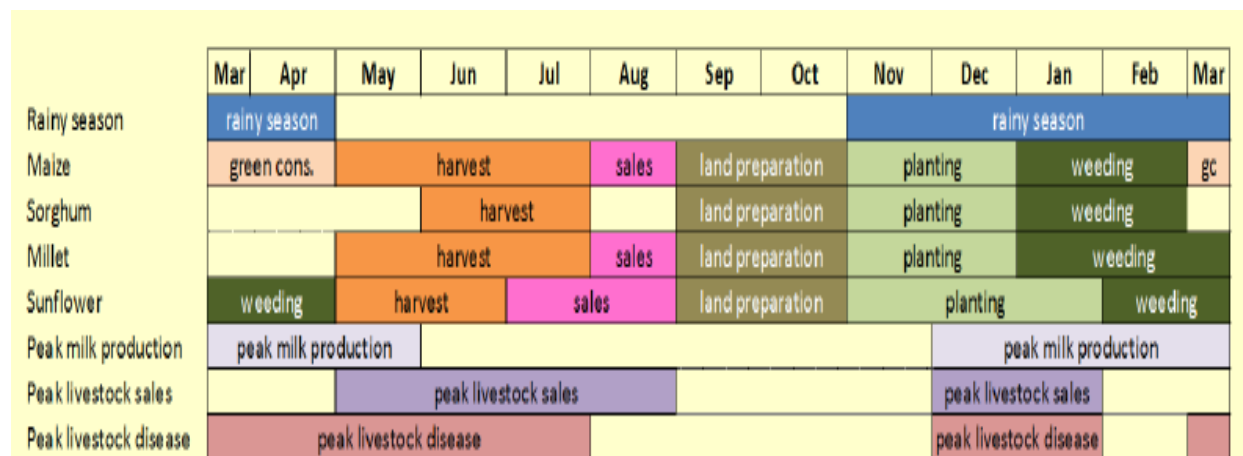 Mar Apr May Jun Jul Aug Sep Oct Nov Dec Jan Feb Mar
Rainy season rainy season rainy season
Maize green cons. harvest sales land preparation planting weeding gc
Sorghum harvest land preparation planting weeding
Millet harvest sales land preparation planting weeding
Sunflower weeding harvest sales land preparation planting weeding
Peak milk production peak milk production peak milk production
Peak livestock sales peak livestock sales peak livestock sales
Peak livestock disease peak livestock disease peak livestock disease